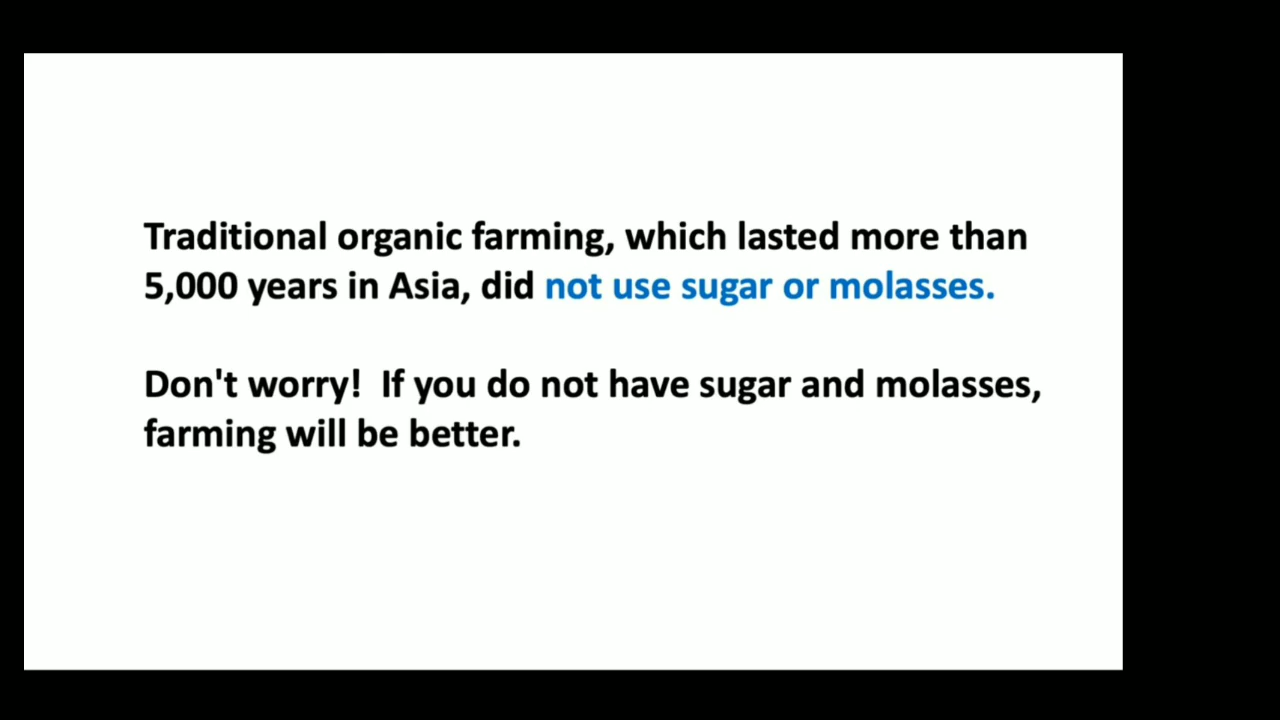 Traditional organic farming, which lasted more than
5,000 years in Asia, did not use sugar or molasses.
Don't worry!  If you do not have sugar and molasses,
farming will be better.